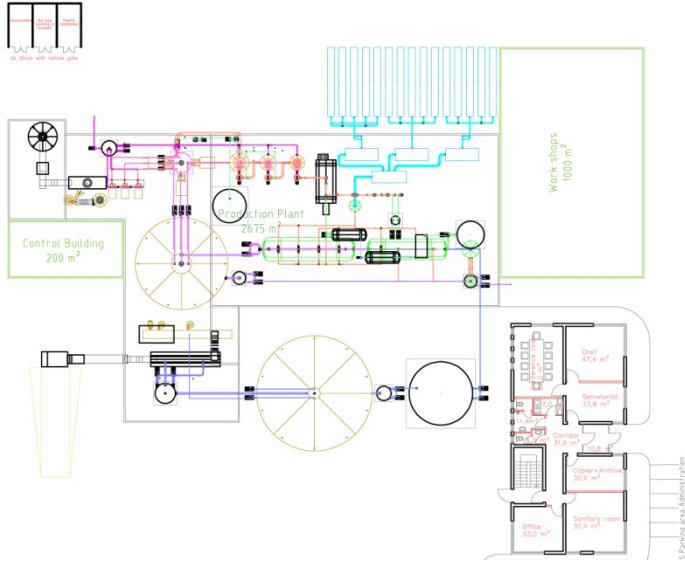 3x block with lattice gate
Work shops
1000 m²
Production Plant
2675 m
Control Building
200 m²
Chef
47,4 m²
Secretariat
33,8 m²
Corridor
31,6 m²
10,8 m²
Copier+Archive
30,6 m²
Office
33,0 m²
Sanitary room
51,4 m²
5 Parking area Administration